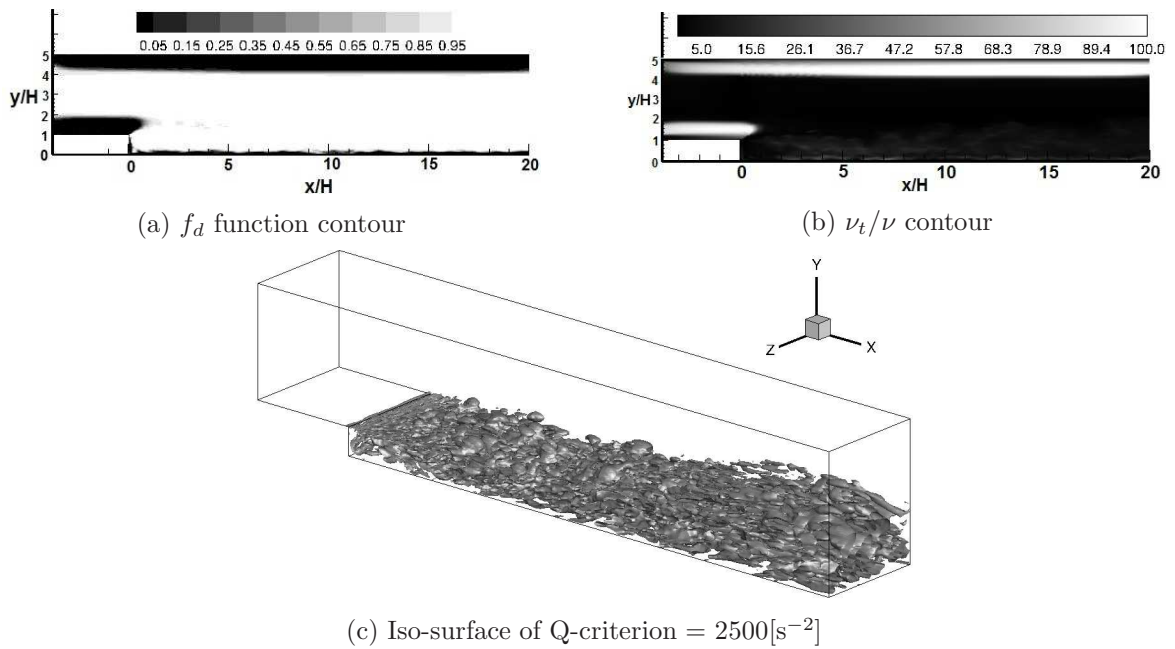 0.05 0.15 0.25 0.35 0.45 0.55 0.65 0.75 0.85 0.95
5
4
y/H 3
2
1
0
0 5 10 15 20
x/H
(a) f_d function contour
5.0 15.6 26.1 36.7 47.2 57.8 68.3 78.9 89.4 100.0
5
4
y/H 3
2
1
0
0 5 10 15 20
x/H
(b) ν_t/ν contour
Y
Z
X
(c) Iso-surface of Q-criterion = 2500[s⁻²]